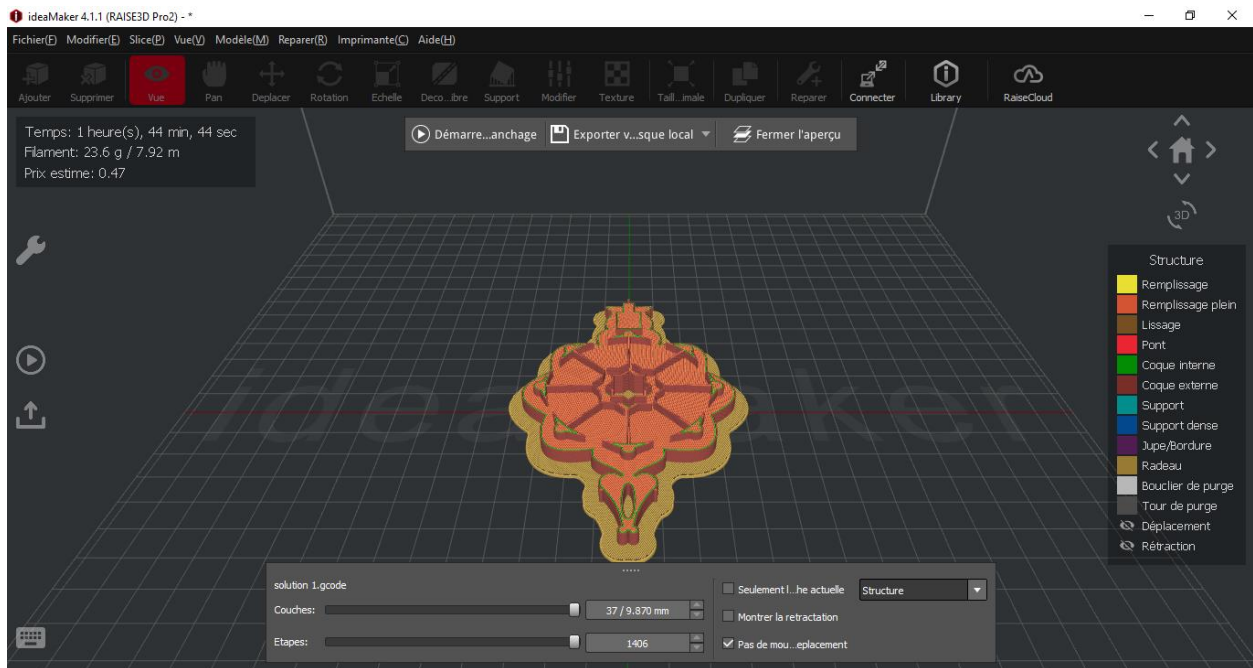 ideaMaker 4.1.1 (RAISE3D Pro2) - *
Fichier(F) Modifier(E) Slice(P) Vue(V) Modèle(M) Reparer(R) Imprimante(C) Aide(H)
Ajouter Supprimer Vue Pan Deplacer Rotation Echelle Deco...ibre Support Modifier Texture Taill...imale Dupliquer Reparer Connecter Library RaiseCloud
Temps: 1 heure(s), 44 min, 44 sec
Filament: 23.6 g / 7.92 m
Prix estime: 0.47
Démarre...anchage Exporter v...sque local Fermer l'aperçu
3D
ideaMaker
Structure
Remplissage
Remplissage plein
Lissage
Pont
Coque interne
Coque externe
Support
Support dense
Jupe/Bordure
Radeau
Bouclier de purge
Tour de purge
Déplacement
Rétraction
solution 1.gcode
Couches: 37 / 9.870 mm
Etapes: 1406
Seulement l...he actuelle Structure
Montrer la retractation
Pas de mou...eplacement